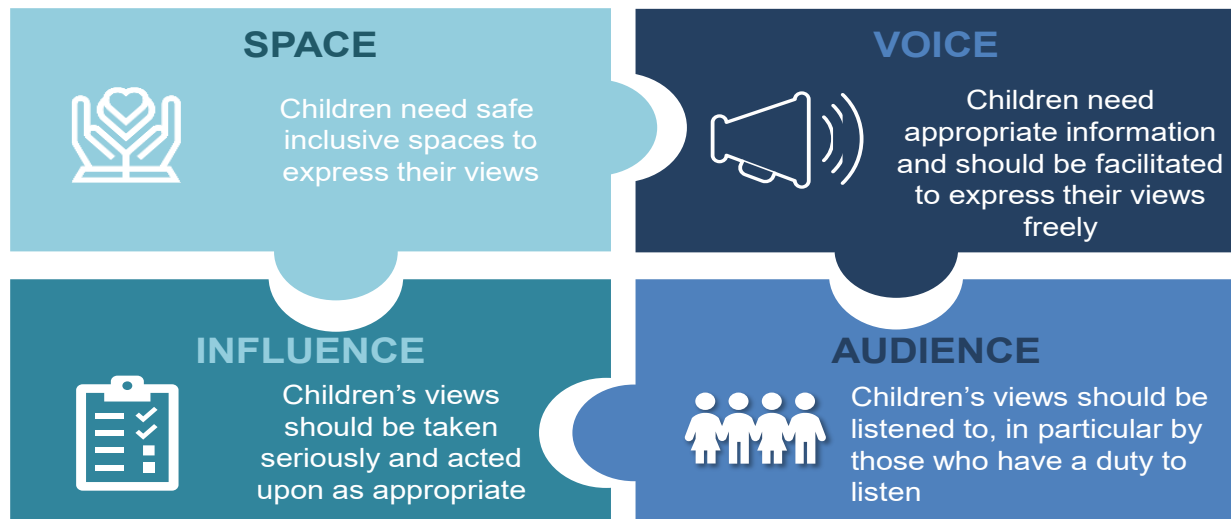 SPACE
Children need safe
inclusive spaces to
express their views
VOICE
Children need
appropriate information
and should be facilitated
to express their views
freely
INFLUENCE
Children’s views
should be taken
seriously and acted
upon as appropriate
AUDIENCE
Children’s views should be
listened to, in particular by
those who have a duty to
listen